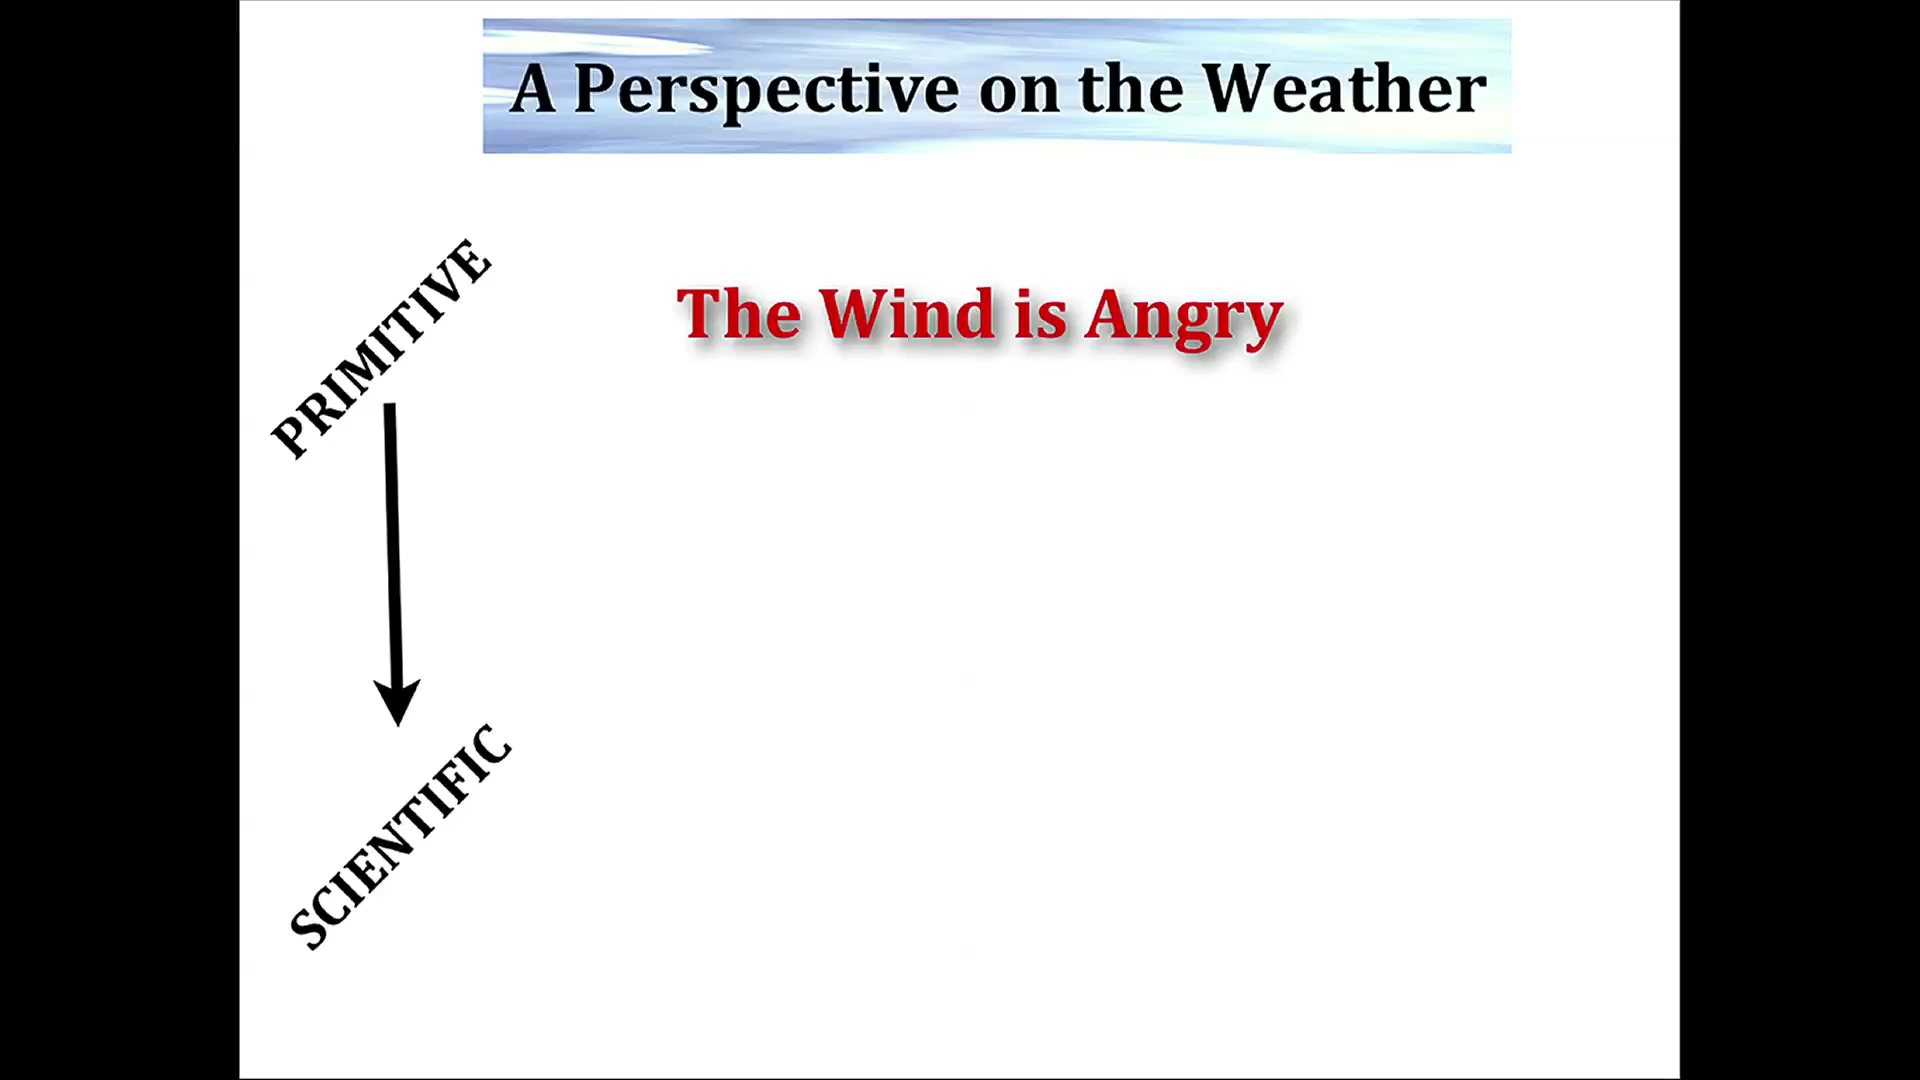 A Perspective on the Weather
PRIMITIVE
The Wind is Angry
SCIENTIFIC